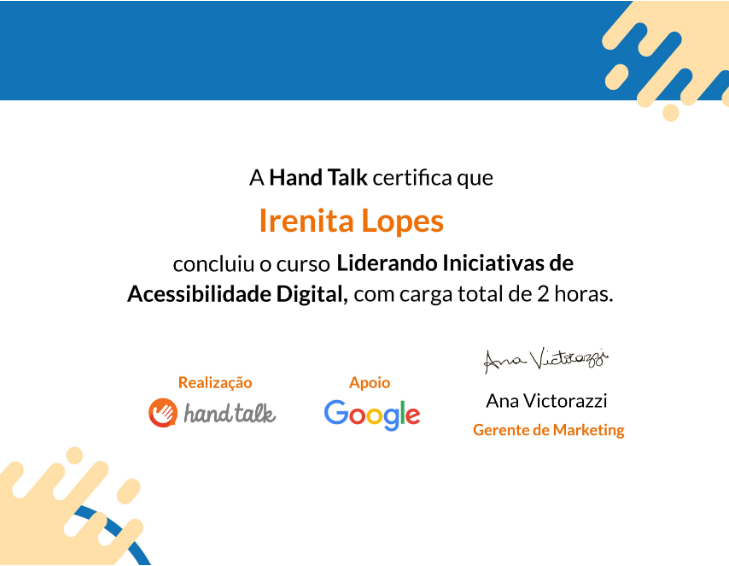 A Hand Talk certifica que
Irenita Lopes
concluiu o curso Liderando Iniciativas de
Acessibilidade Digital, com carga total de 2 horas.
Realização
hand talk
Apoio
Google
Ana Victorazzi
Ana Victorazzi
Gerente de Marketing